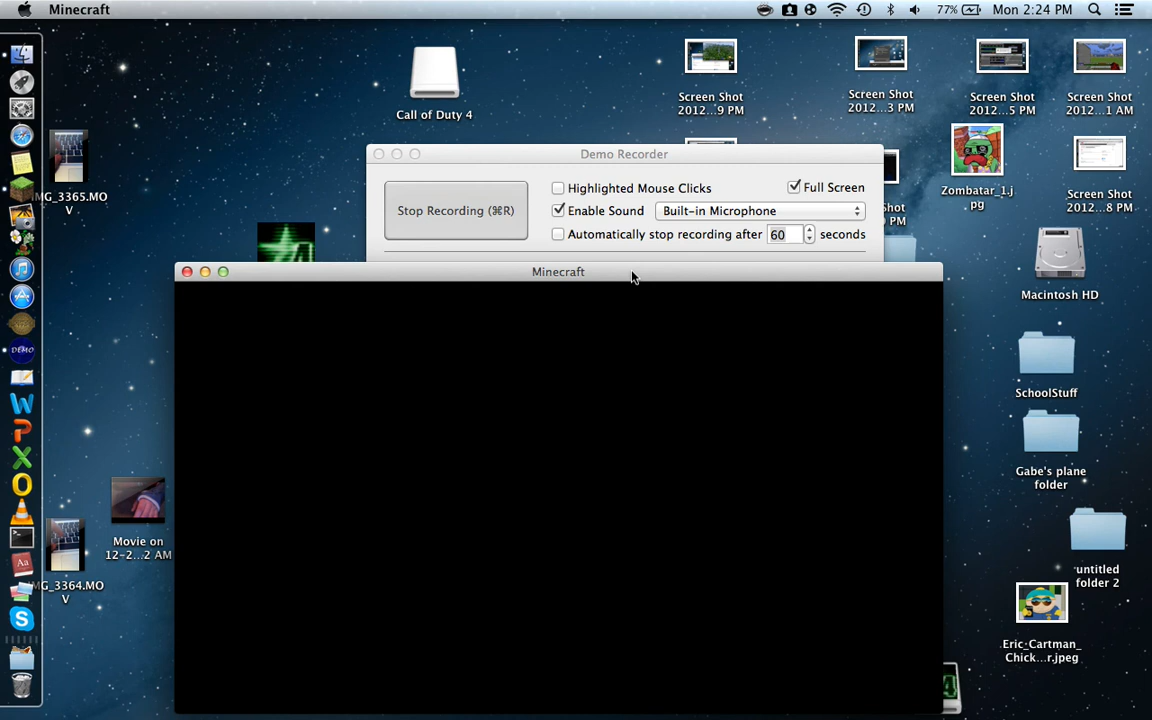 Minecraft
77%
Mon 2:24 PM
Call of Duty 4
Screen Shot
2012...9 PM
Screen Shot
2012...3 PM
Screen Shot
2012...5 PM
Screen Shot
2012...1 AM
Demo Recorder
Stop Recording (⌘R)
Highlighted Mouse Clicks
Full Screen
Enable Sound
Built-in Microphone
Automatically stop recording after
60
seconds
MG_3365.MO
V
Zombatar_1.j
pg
Screen Shot
2012...8 PM
hot
PM
Minecraft
Macintosh HD
DEMO
SchoolStuff
Gabe's plane
folder
Movie on
12-2...2 AM
MG_3364.MO
V
untitled
folder 2
Eric_Cartman_
Chick...r.jpeg